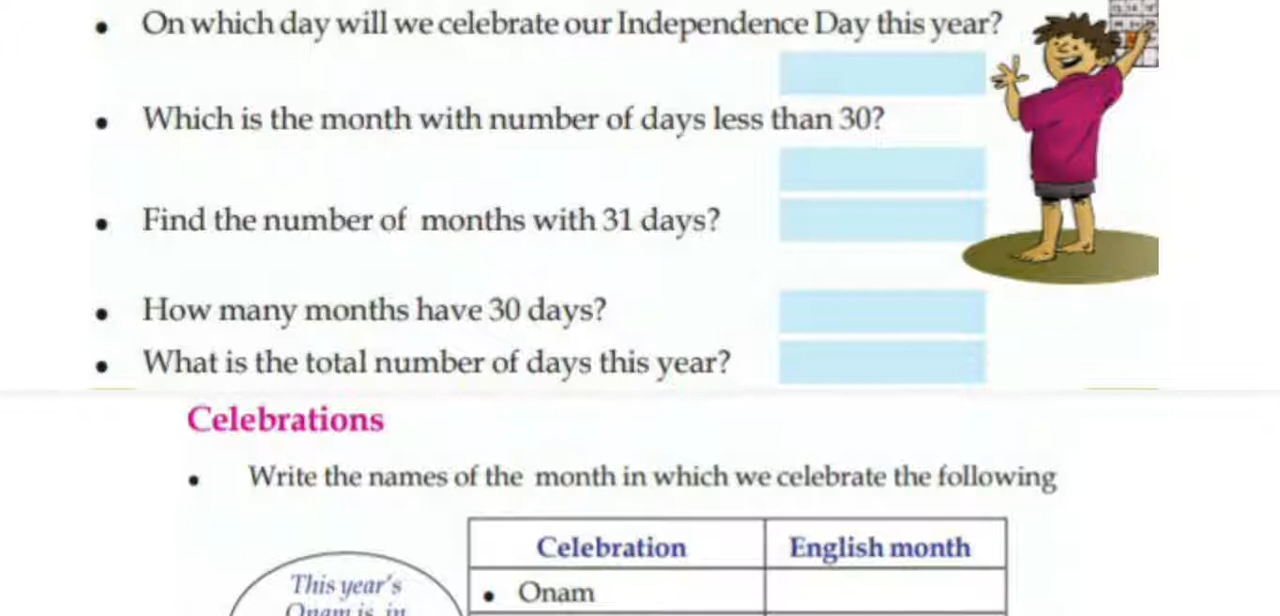 • On which day will we celebrate our Independence Day this year?
• Which is the month with number of days less than 30?
• Find the number of months with 31 days?
• How many months have 30 days?
• What is the total number of days this year?
Celebrations
• Write the names of the month in which we celebrate the following
Celebration English month
This year's
Onam is in
• Onam